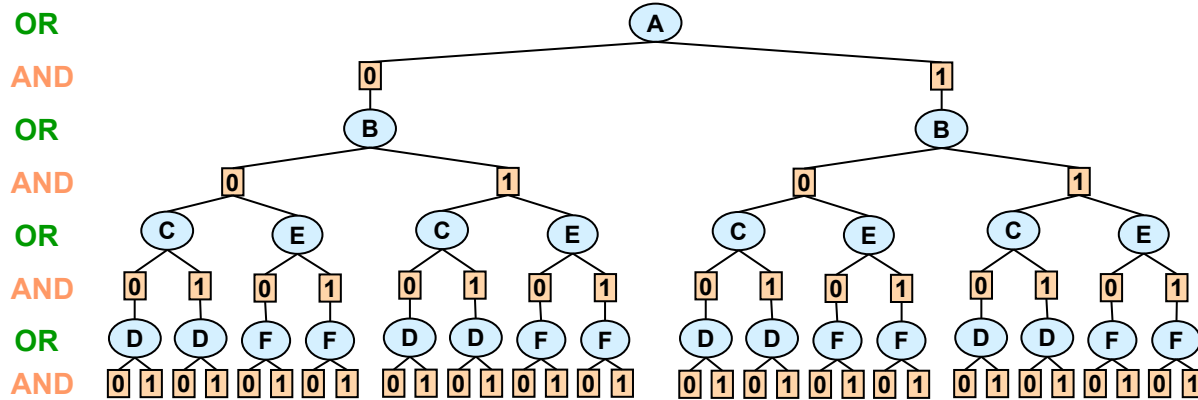 OR A
AND 0 1
OR B B
AND 0 1 0 1
OR C E C E C E C E
AND 0 1 0 1 0 1 0 1 0 1 0 1 0 1 0 1
OR D D F F D D F F D D F F D D F F
AND 0 1 0 1 0 1 0 1 0 1 0 1 0 1 0 1 0 1 0 1 0 1 0 1 0 1 0 1 0 1 0 1